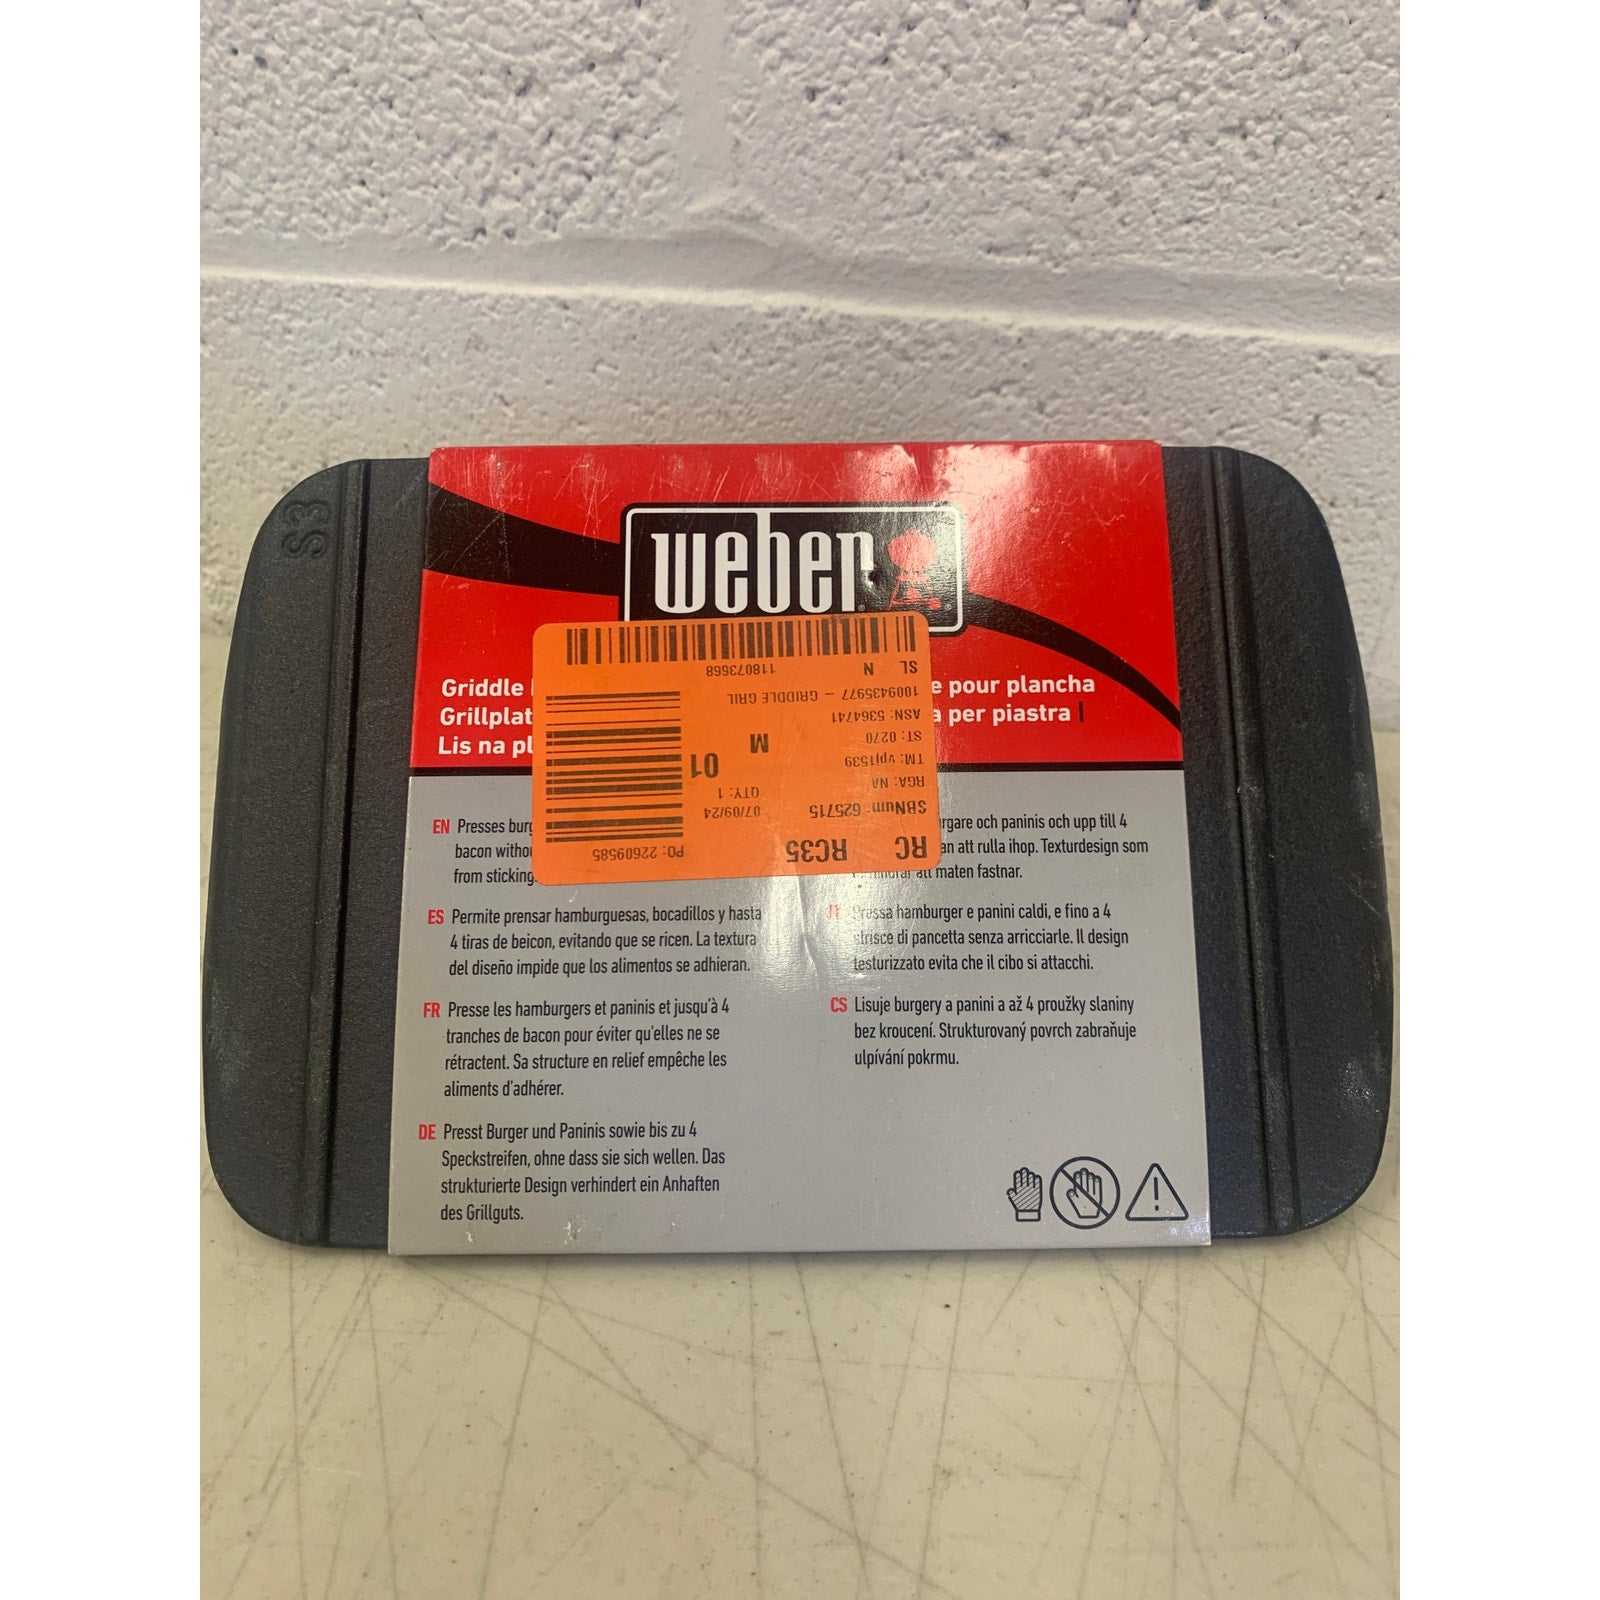 S3
weber
Griddle
Grillplat
Lis na pl
e pour plancha
a per piastra |
EN Presses burg
bacon withou
from sticking.
ES Permite prensar hamburguesas, bocadillos y hasta
4 tiras de beicon, evitando que se ricen. La textura
del diseño impide que los alimentos se adhieran.
FR Presse les hamburgers et paninis et jusqu'à 4
tranches de bacon pour éviter qu'elles ne se
rétractent. Sa structure en relief empêche les
aliments d'adhérer.
DE Presst Burger und Paninis sowie bis zu 4
Speckstreifen, ohne dass sie sich wellen. Das
strukturierte Design verhindert ein Anhaften
des Grillguts.
rgare och paninis och upp till 4
an att rulla ihop. Texturdesign som
att maten fastnar.
IT Pressa hamburger e panini caldi, e fino a 4
strisce di pancetta senza arricciarle. Il design
testurizzato evita che il cibo si attacchi.
CS Lisuje burgery a panini a až 4 proužky slaniny
bez kroucení. Strukturovaný povrch zabraňuje
ulpívání pokrmu.
RC RC35 PO: 22609585
SBNum: 625715 07/09/24
RGA: NA QTY: 1
TM: vpj1539 01
ST: 0270 M
ASN: 5364741
1009435977 – GRIDDLE GRIL
SL N 118073668